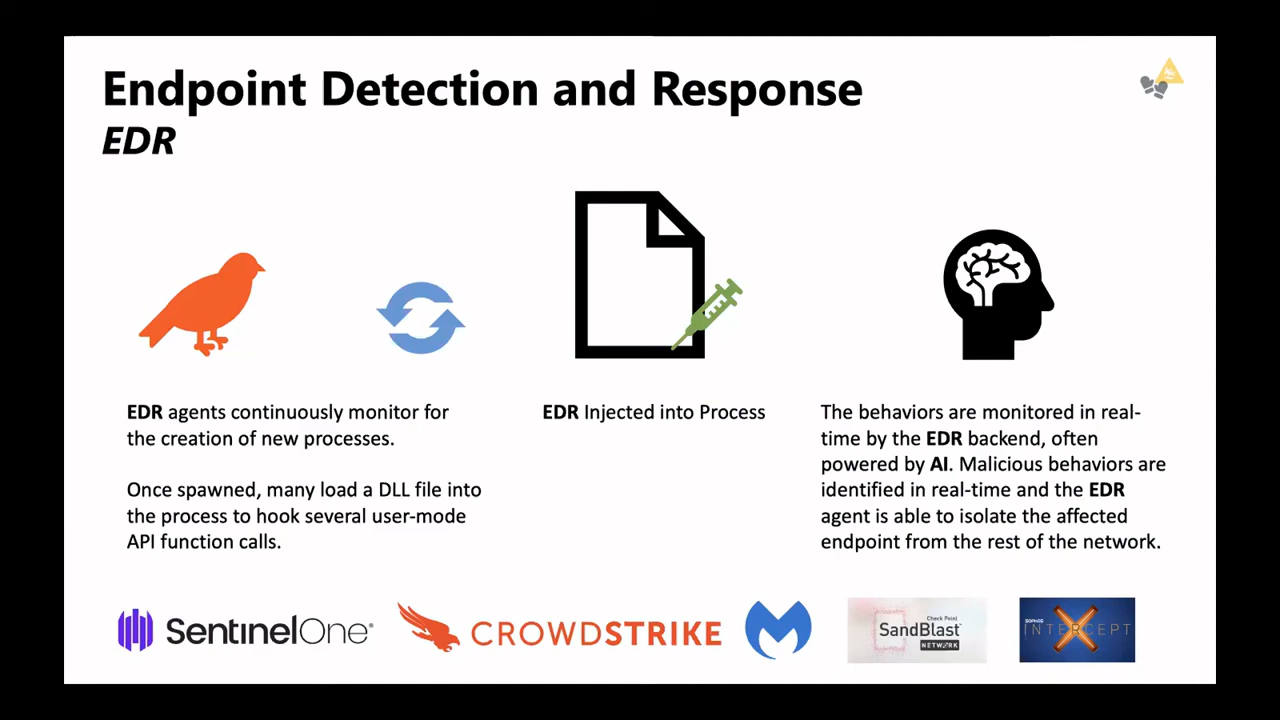 Endpoint Detection and Response
EDR
EDR agents continuously monitor for
the creation of new processes.
Once spawned, many load a DLL file into
the process to hook several user-mode
API function calls.
EDR Injected into Process
The behaviors are monitored in real-
time by the EDR backend, often
powered by AI. Malicious behaviors are
identified in real-time and the EDR
agent is able to isolate the affected
endpoint from the rest of the network.
SentinelOne®
CROWDSTRIKE
Check Point
SandBlast™
NETWORK
SOPHOS
INTERCEPT
X